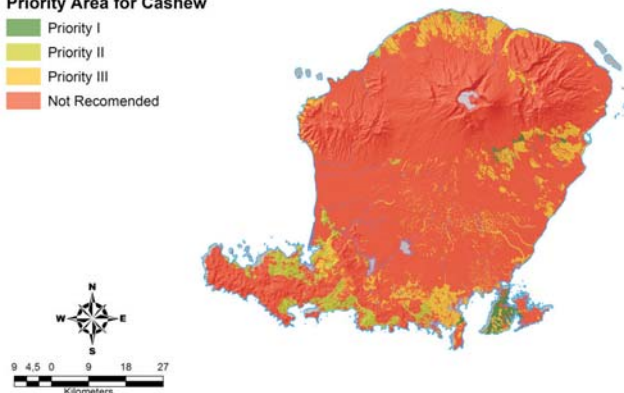 Priority Area for Cashew
Priority I
Priority II
Priority III
Not Recomended
N
W E
S
9 4,5 0 9 18 27
Kilometers